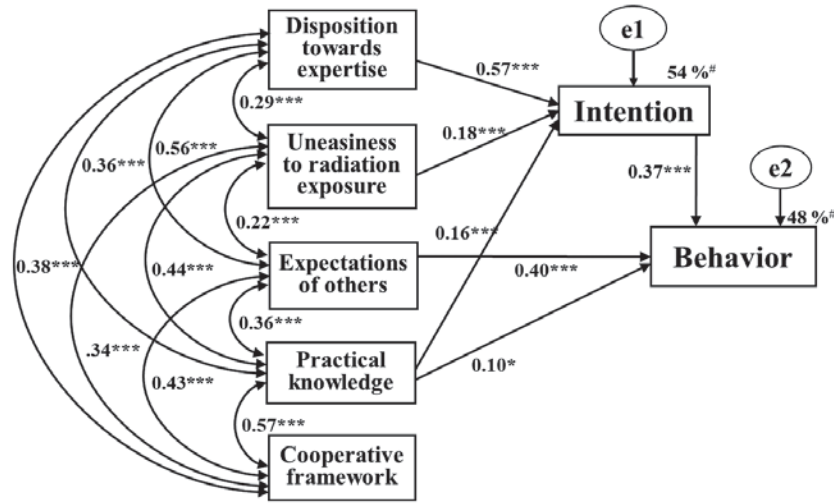 Disposition
towards
expertise
e1
54 %#
0.57***
Intention
0.29***
Uneasiness
to radiation
exposure
0.18***
0.36***
0.56***
0.37***
e2
0.22***
0.16***
48 %#
Expectations
of others
0.40***
Behavior
0.38***
0.44***
0.36***
.34***
Practical
knowledge
0.10*
0.43***
0.57***
Cooperative
framework